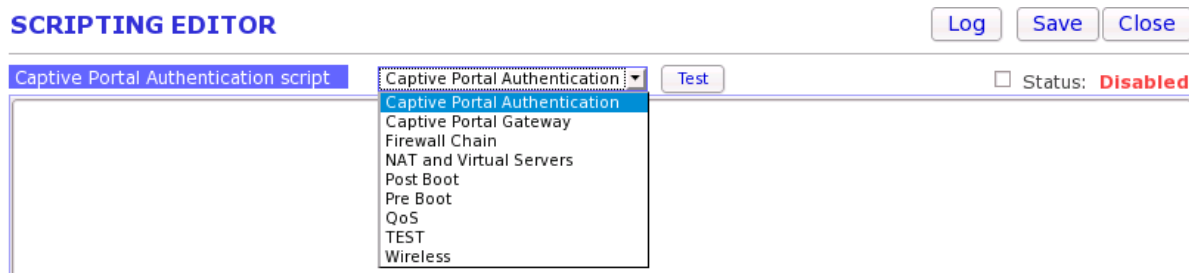 SCRIPTING EDITOR Log Save Close
Captive Portal Authentication script Captive Portal Authentication Test Status: Disabled
Captive Portal Authentication
Captive Portal Gateway
Firewall Chain
NAT and Virtual Servers
Post Boot
Pre Boot
QoS
TEST
Wireless